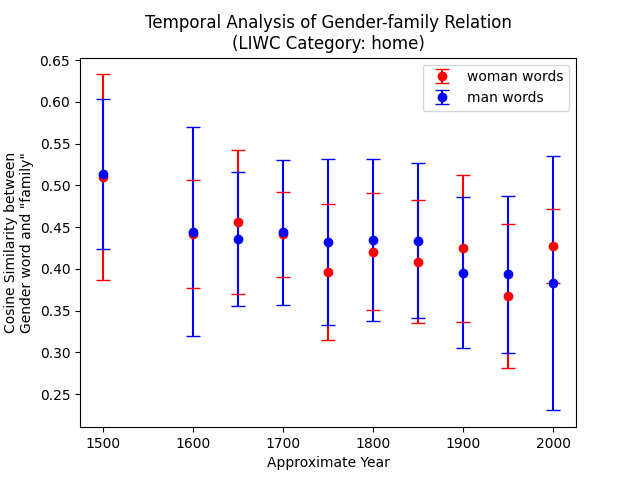 Temporal Analysis of Gender-family Relation
(LIWC Category: home)
woman words
man words
Cosine Similarity between
Gender word and "family"
0.65
0.60
0.55
0.50
0.45
0.40
0.35
0.30
0.25
1500
1600
1700
1800
1900
2000
Approximate Year